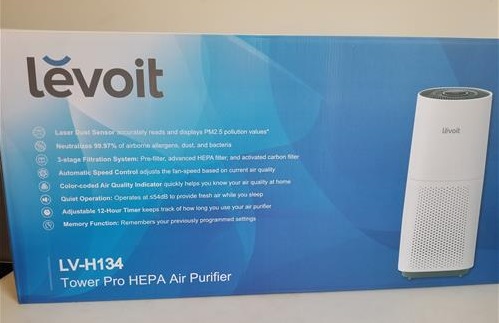 levoit
Laser Dust Sensor accurately reads and displays PM2.5 pollution values*
Neutralizes 99.97% of airborne allergens, dust, and bacteria
3-stage Filtration System: Pre-filter, advanced HEPA filter, and activated carbon filter
Automatic Speed Control adjusts the fan-speed based on current air quality
Color-coded Air Quality Indicator quickly helps you know your air quality at home
Quiet Operation: Operates at ≤54dB to provide fresh air while you sleep
Adjustable 12-Hour Timer keeps track of how long you use your air purifier
Memory Function: Remembers your previously programmed settings
LV-H134
Tower Pro HEPA Air Purifier
levoit